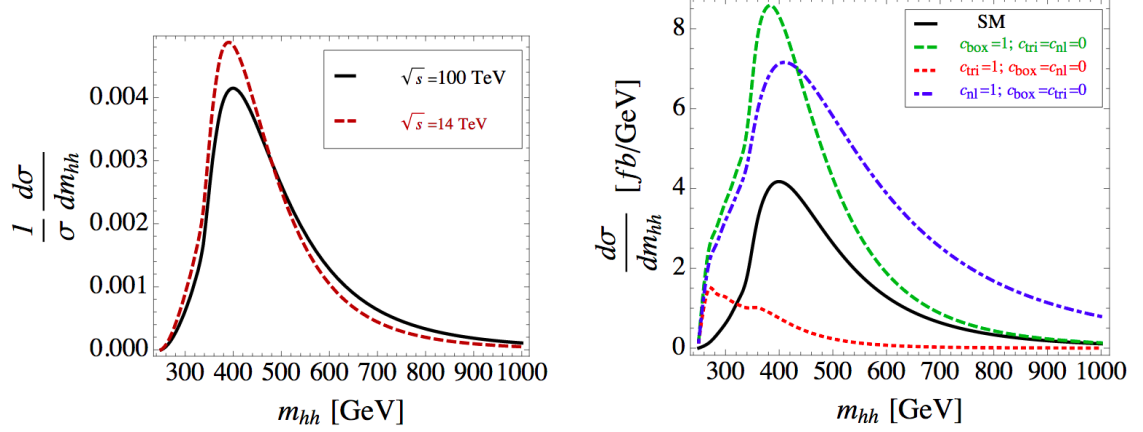 1/σ dσ/dm_hh
0.004
0.003
0.002
0.001
0.000
√s =100 TeV
√s =14 TeV
300 400 500 600 700 800 900 1000
m_hh [GeV]
dσ/dm_hh [fb/GeV]
8
6
4
2
0
SM
c_box=1; c_tri=c_nl=0
c_tri=1; c_box=c_nl=0
c_nl=1; c_box=c_tri=0
300 400 500 600 700 800 900 1000
m_hh [GeV]